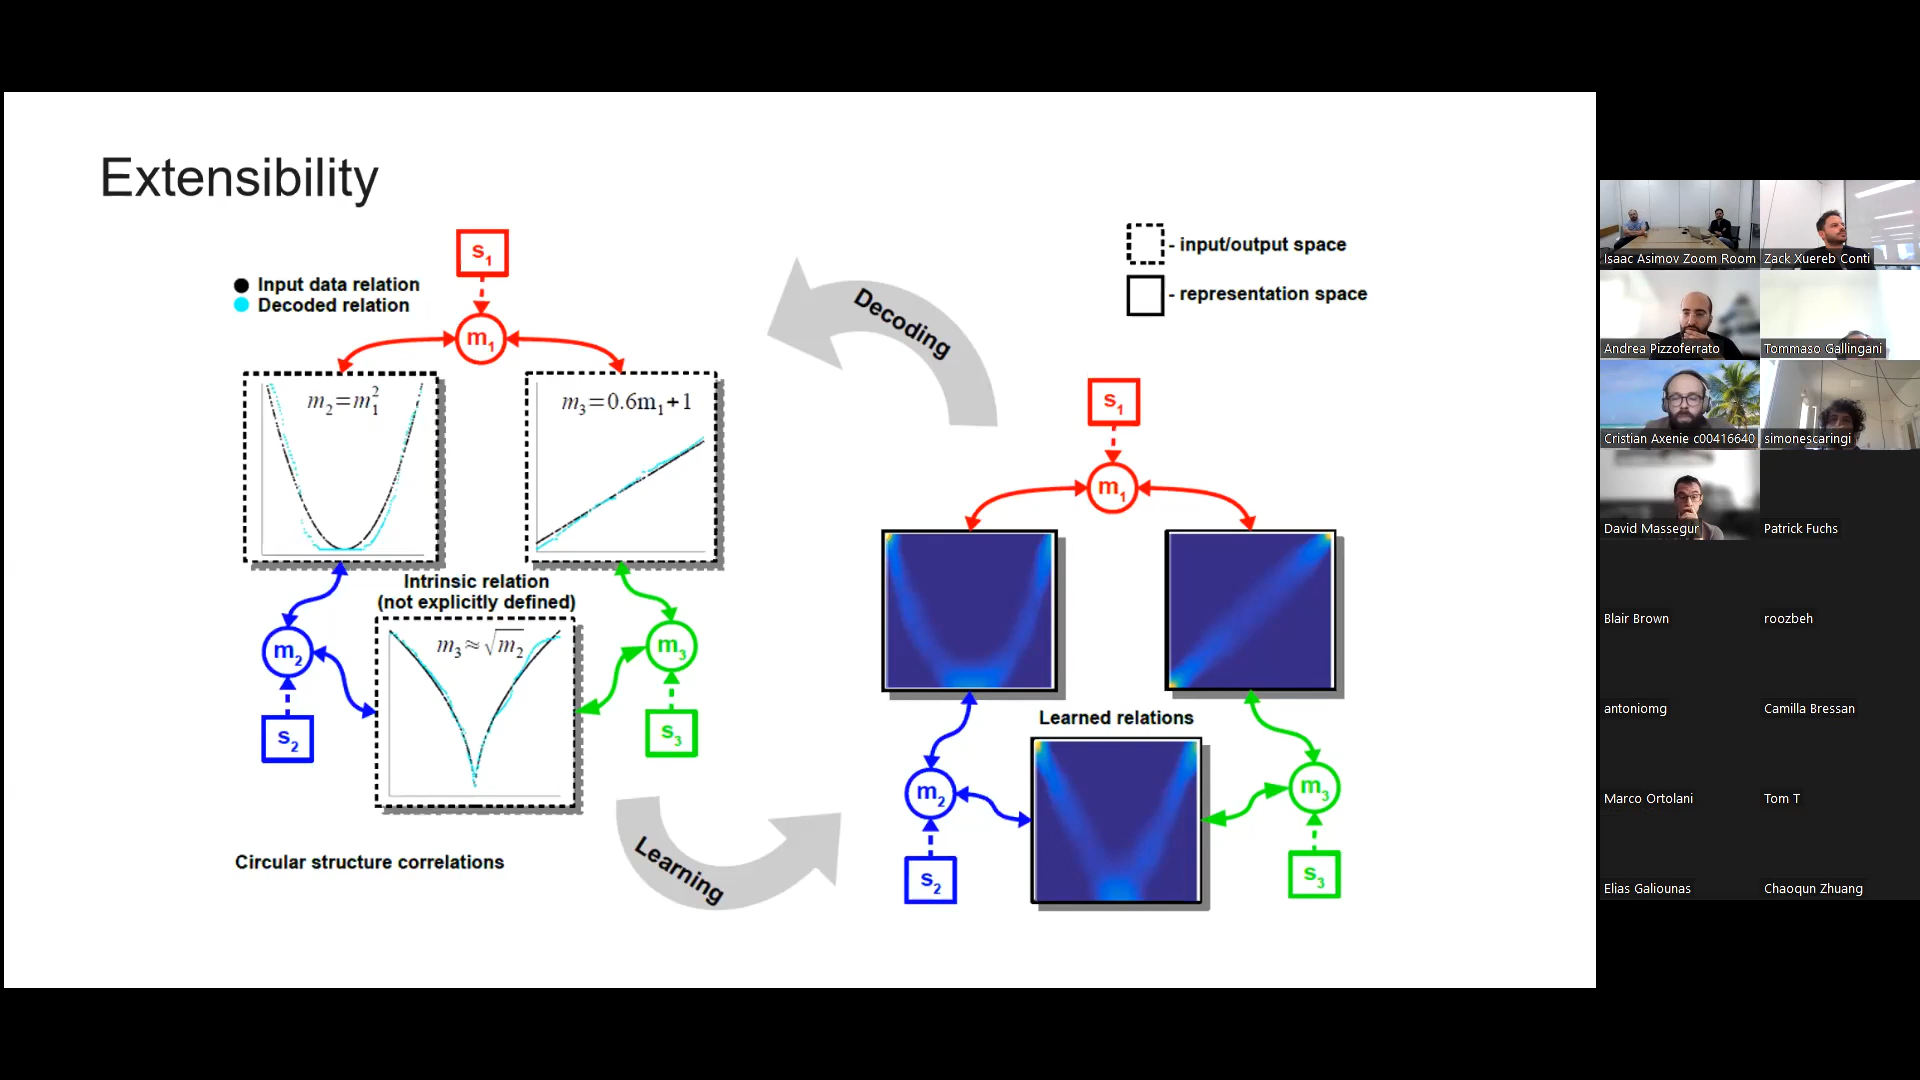 Extensibility
s1
Input data relation
Decoded relation
m1
m2=m1^2
m3=0.6m1+1
Intrinsic relation
(not explicitly defined)
m3≈√m2
m2
m3
s2
s3
Circular structure correlations
Decoding
Learning
- input/output space
- representation space
s1
m1
Learned relations
m2
m3
s2
s3
Isaac Asimov Zoom Room
Zack Xuereb Conti
Andrea Pizzoferrato
Tommaso Gallingani
Cristian Axenie c00416640
simonescaringi
David Massegur
Patrick Fuchs
Blair Brown
roozbeh
antoniomg
Camilla Bressan
Marco Ortolani
Tom T
Elias Galiounas
Chaoqun Zhuang